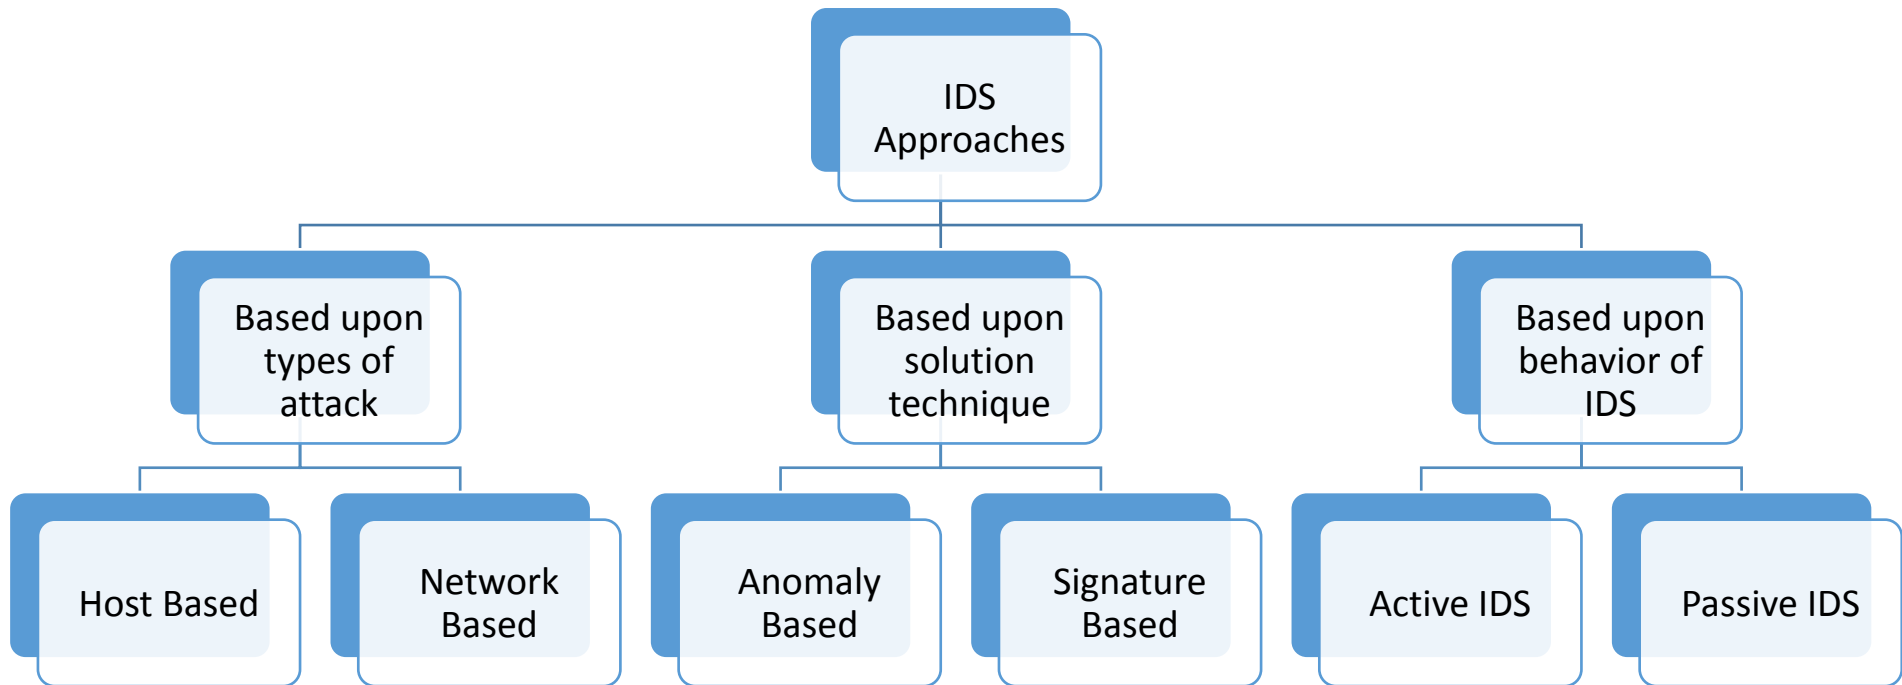 IDS
Approaches
Based upon
types of
attack
Based upon
solution
technique
Based upon
behavior of
IDS
Host Based
Network
Based
Anomaly
Based
Signature
Based
Active IDS
Passive IDS